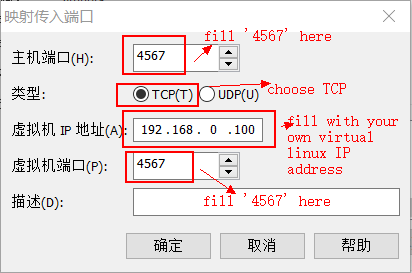 映射传入端口
fill '4567' here
主机端口(H):
4567
类型:
TCP(T)
UDP(U)
choose TCP
虚拟机 IP 地址(A):
192 .168 . 0 .100
fill with your
own virtual
linux IP
address
虚拟机端口(P):
4567
fill '4567' here
描述(D):
确定
取消
帮助